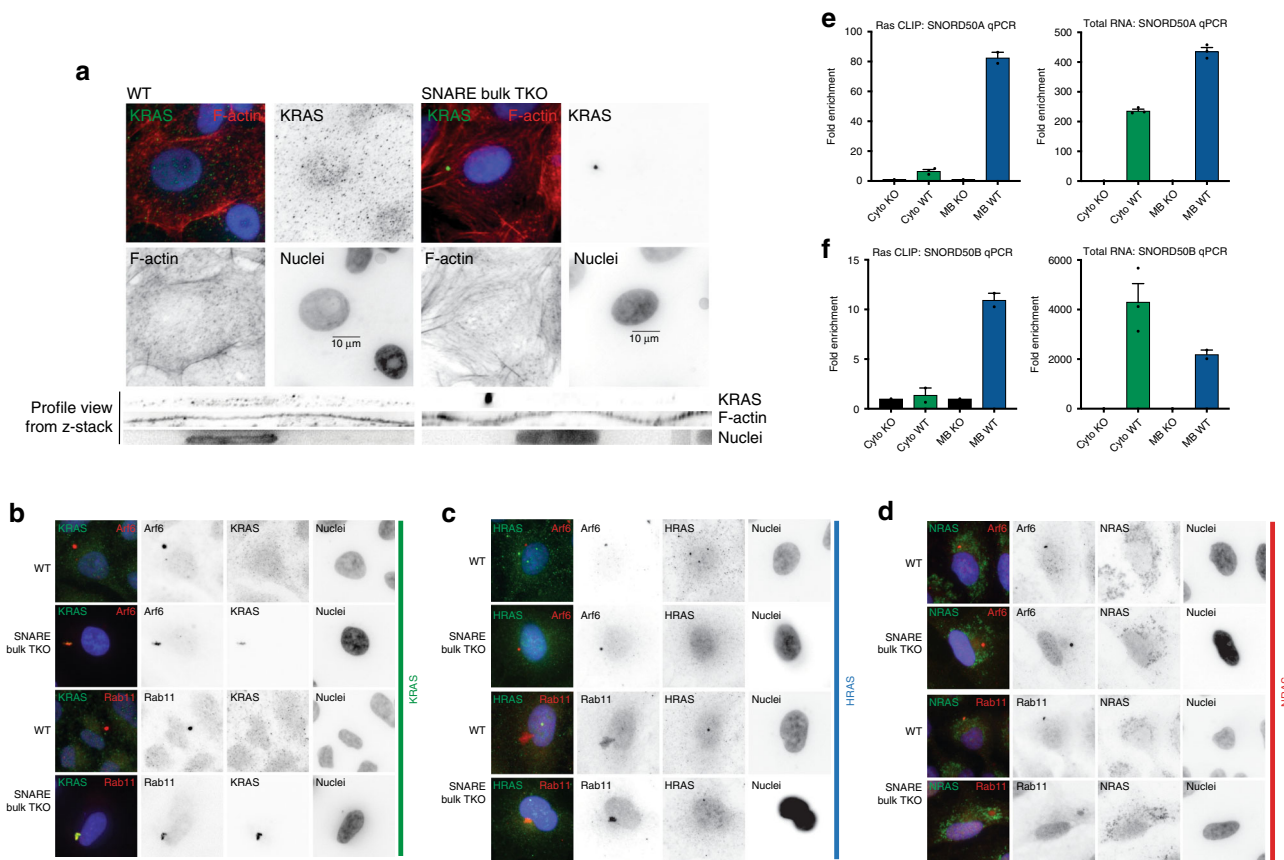 a
WT
SNARE bulk TKO
KRAS F-actin
KRAS
KRAS F-actin
KRAS
F-actin
Nuclei
F-actin
Nuclei
10 μm
10 μm
Profile view
from z-stack
KRAS
F-actin
Nuclei
e
Ras CLIP: SNORD50A qPCR
Fold enrichment
100
80
60
40
20
0
Cyto KO
Cyto WT
MB KO
MB WT
Total RNA: SNORD50A qPCR
Fold enrichment
500
400
300
200
100
0
Cyto KO
Cyto WT
MB KO
MB WT
f
Ras CLIP: SNORD50B qPCR
Fold enrichment
15
10
5
0
Cyto KO
Cyto WT
MB KO
MB WT
Total RNA: SNORD50B qPCR
Fold enrichment
6000
4000
2000
0
Cyto KO
Cyto WT
MB KO
MB WT
b
WT
KRAS Arf6
Arf6
KRAS
Nuclei
SNARE
bulk TKO
KRAS Arf6
Arf6
KRAS
Nuclei
WT
KRAS Rab11
Rab11
KRAS
Nuclei
SNARE
bulk TKO
KRAS Rab11
Rab11
KRAS
Nuclei
KRAS
c
WT
HRAS Arf6
Arf6
HRAS
Nuclei
SNARE
bulk TKO
HRAS Arf6
Arf6
HRAS
Nuclei
WT
HRAS Rab11
Rab11
HRAS
Nuclei
SNARE
bulk TKO
HRAS Rab11
Rab11
HRAS
Nuclei
HRAS
d
WT
NRAS Arf6
Arf6
NRAS
Nuclei
SNARE
bulk TKO
NRAS Arf6
Arf6
NRAS
Nuclei
WT
NRAS Rab11
Rab11
NRAS
Nuclei
SNARE
bulk TKO
NRAS Rab11
Rab11
NRAS
Nuclei
NRAS